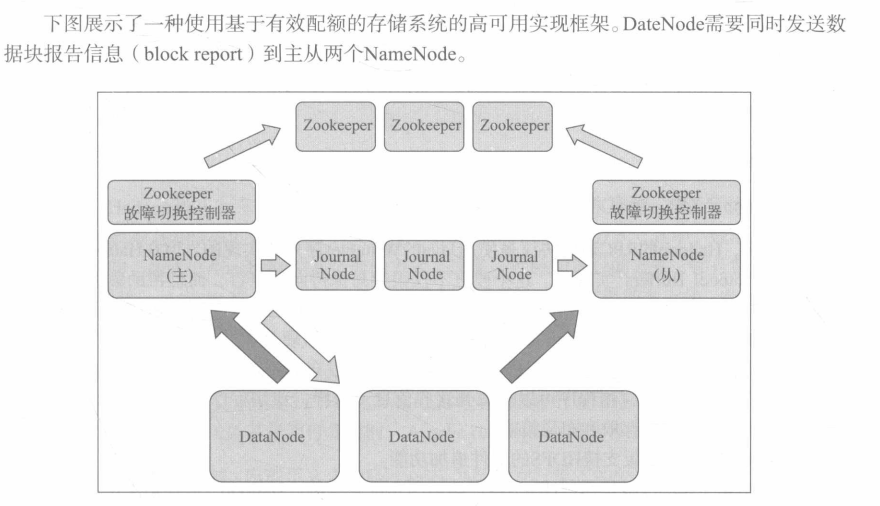 下图展示了一种使用基于有效配额的存储系统的高可用实现框架。DateNode需要同时发送数
据块报告信息（block report）到主从两个NameNode。
Zookeeper Zookeeper Zookeeper
Zookeeper
故障切换控制器
Zookeeper
故障切换控制器
NameNode
(主)
Journal
Node
Journal
Node
Journal
Node
NameNode
(从)
DataNode DataNode DataNode